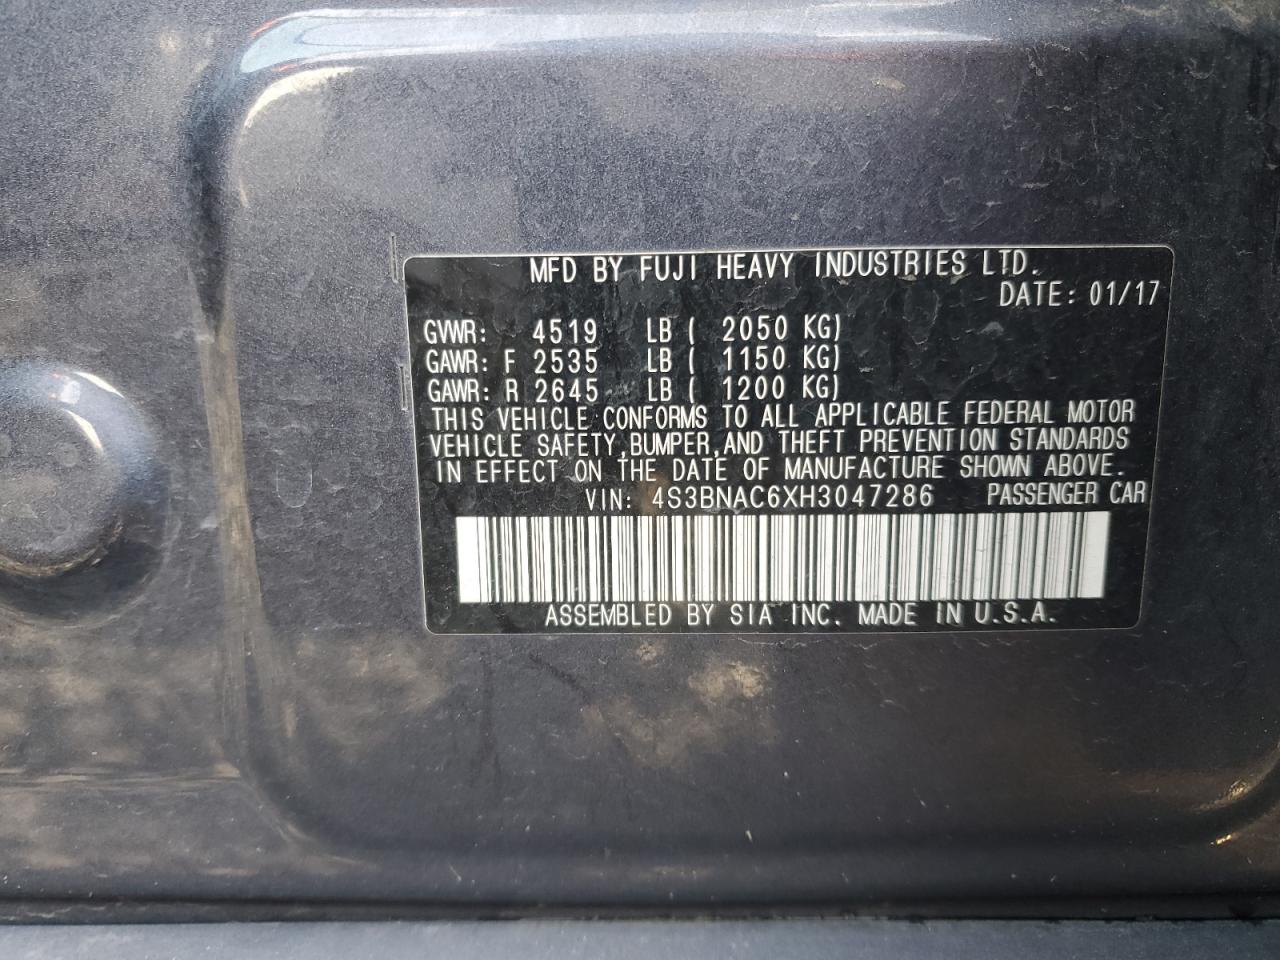 MFD BY FUJI HEAVY INDUSTRIES LTD.
DATE: 01/17
GVWR: 4519 LB ( 2050 KG)
GAWR: F 2535 LB ( 1150 KG)
GAWR: R 2645 LB ( 1200 KG)
THIS VEHICLE CONFORMS TO ALL APPLICABLE FEDERAL MOTOR
VEHICLE SAFETY,BUMPER,AND THEFT PREVENTION STANDARDS
IN EFFECT ON THE DATE OF MANUFACTURE SHOWN ABOVE.
VIN: 4S3BNAC6XH3047286 PASSENGER CAR
ASSEMBLED BY SIA INC. MADE IN U.S.A.